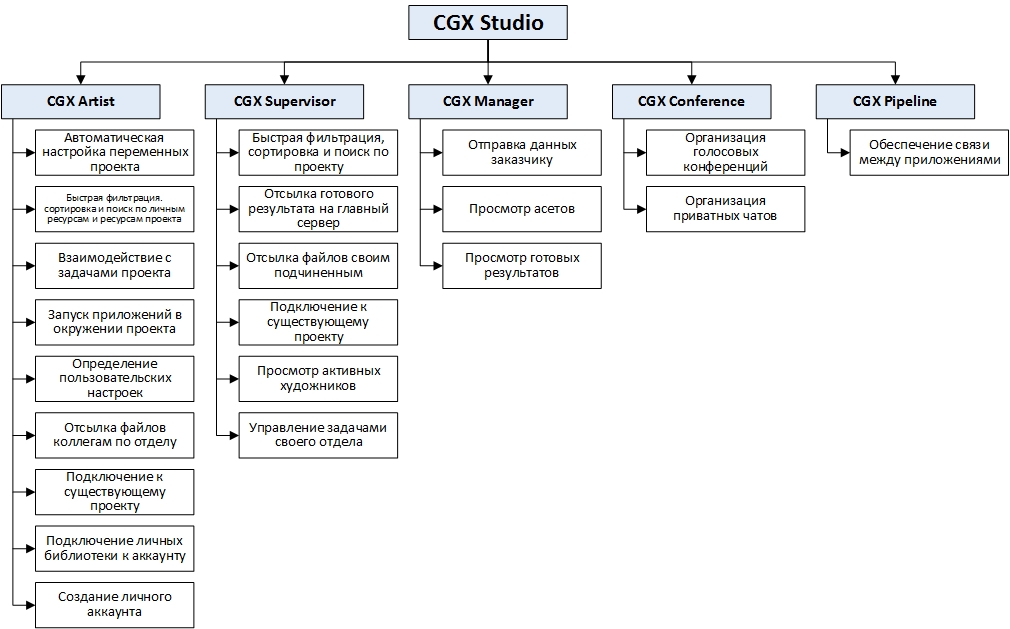 CGX Studio
CGX Artist
Автоматическая
настройка переменных
проекта
Быстрая фильтрация.
сортировка и поиск по личным
ресурсам и ресурсам проекта
Взаимодействие с
задачами проекта
Запуск приложений в
окружении проекта
Определение
пользовательских
настроек
Отсылка файлов
коллегам по отделу
Подключение к
существующему
проекту
Подключение личных
библиотеки к аккаунту
Создание личного
аккаунта
CGX Supervisor
Быстрая фильтрация,
сортировка и поиск по
проекту
Отсылка готового
результата на главный
сервер
Отсылка файлов своим
подчиненным
Подключение к
существующему
проекту
Просмотр активных
художников
Управление задачами
своего отдела
CGX Manager
Отправка данных
заказчику
Просмотр асетов
Просмотр готовых
результатов
CGX Conference
Организация
голосовых
конференций
Организация
приватных чатов
CGX Pipeline
Обеспечение связи
между приложениями